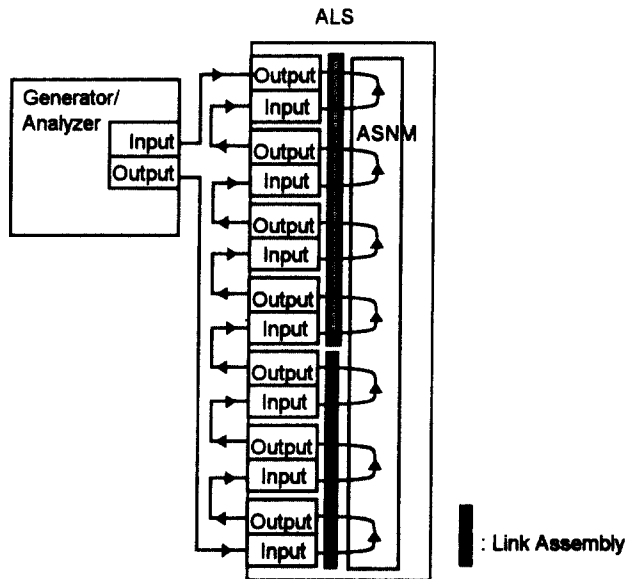 ALS
Generator/
Analyzer
Input
Output
Output
Input
ASNM
Output
Input
Output
Input
Output
Input
Output
Input
Output
Input
Output
Input
: Link Assembly